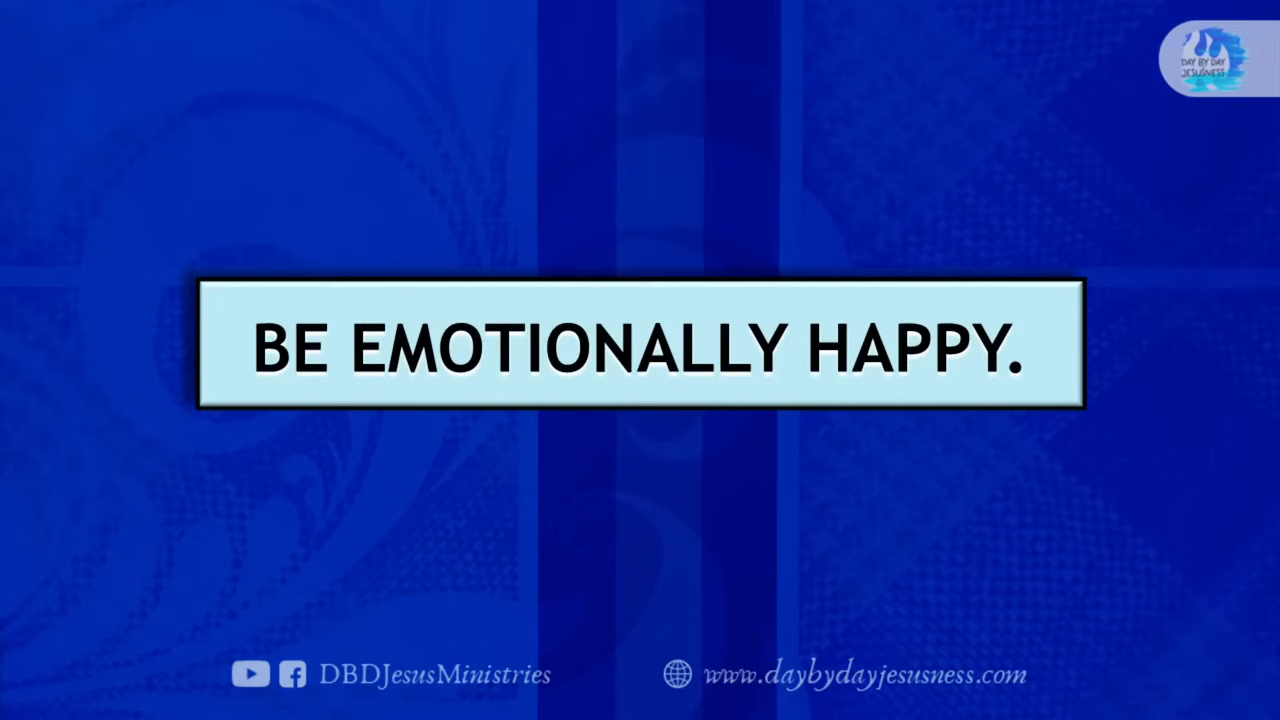 DAY BY DAY
JESUSNESS
BE EMOTIONALLY HAPPY.
DBDJesusMinistries
www.daybydayjesusness.com